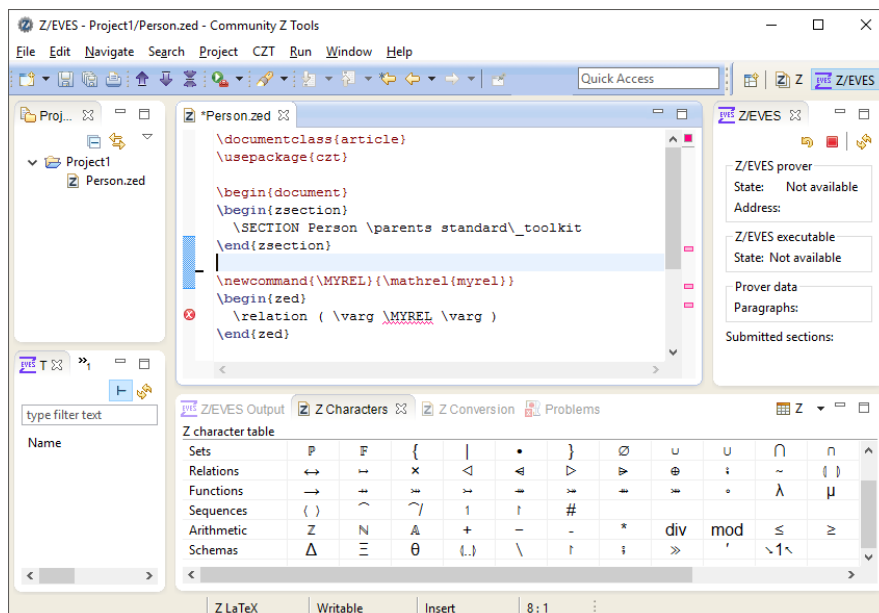 Z/EVES - Project1/Person.zed - Community Z Tools
File Edit Navigate Search Project CZT Run Window Help
Quick Access
Z
Z/EVES
Proj...
Project1
Person.zed
*Person.zed
\documentclass{article}
\usepackage{czt}
\begin{document}
\begin{zsection}
\SECTION Person \parents standard\_toolkit
\end{zsection}
\newcommand{\MYREL}{\mathrel{myrel}}
\begin{zed}
\relation ( \varg \MYREL \varg )
\end{zed}
Z/EVES
Z/EVES prover
State: Not available
Address:
Z/EVES executable
State: Not available
Prover data
Paragraphs:
Submitted sections:
T
»1
type filter text
Name
Z/EVES Output Z Characters Z Conversion Problems Z
Z character table
Sets ℙ 𝔽 { | • } ∅ ∪ ∪ ⋂ ∩
Relations ↔ ↦ × ◁ ⩤ ▷ ⩥ ⊕ ⨾ ~ ⦇ ⦈
Functions → ⇸ ⤔ ↣ ⤀ ⤖ ⇻ ⤕ ∘ λ μ
Sequences ⟨ ⟩ ⁀ ⁀/ ↿ ↾ #
Arithmetic ℤ ℕ 𝔸 + − - * div mod ≤ ≥
Schemas Δ Ξ θ ⦉..⦊ \ ↾ ⨟ ≫ ′ ↘1↖
Z LaTeX Writable Insert 8 : 1